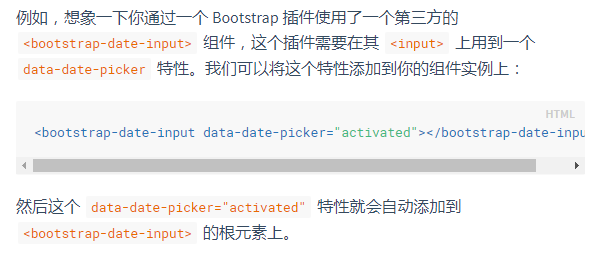 例如，想象一下你通过一个 Bootstrap 插件使用了一个第三方的
<bootstrap-date-input> 组件，这个插件需要在其 <input> 上用到一个
data-date-picker 特性。我们可以将这个特性添加到你的组件实例上：
HTML
<bootstrap-date-input data-date-picker="activated"></bootstrap-date-inpu
然后这个 data-date-picker="activated" 特性就会自动添加到
<bootstrap-date-input> 的根元素上。